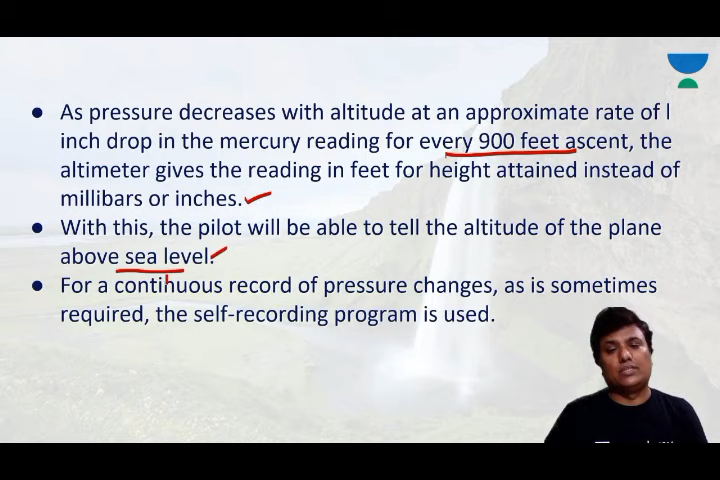 ● As pressure decreases with altitude at an approximate rate of l
inch drop in the mercury reading for every 900 feet ascent, the
altimeter gives the reading in feet for height attained instead of
millibars or inches.
● With this, the pilot will be able to tell the altitude of the plane
above sea level.
● For a continuous record of pressure changes, as is sometimes
required, the self-recording program is used.